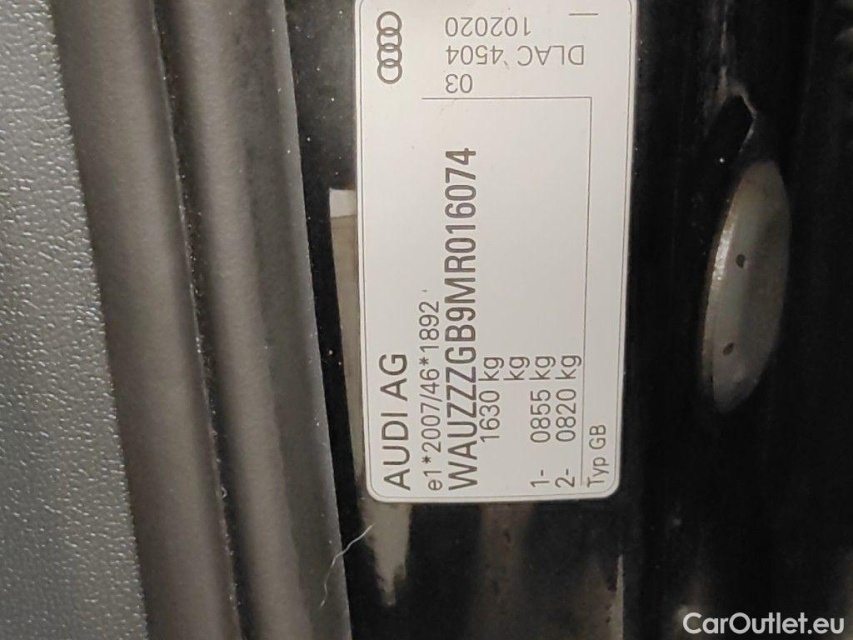 AUDI AG
e1*2007/46*1892
WAUZZZGB9MR016074
1630 kg
kg
1- 0855 kg
2- 0820 kg
Typ GB
03
DLAC 4504
102020
CarOutlet.eu